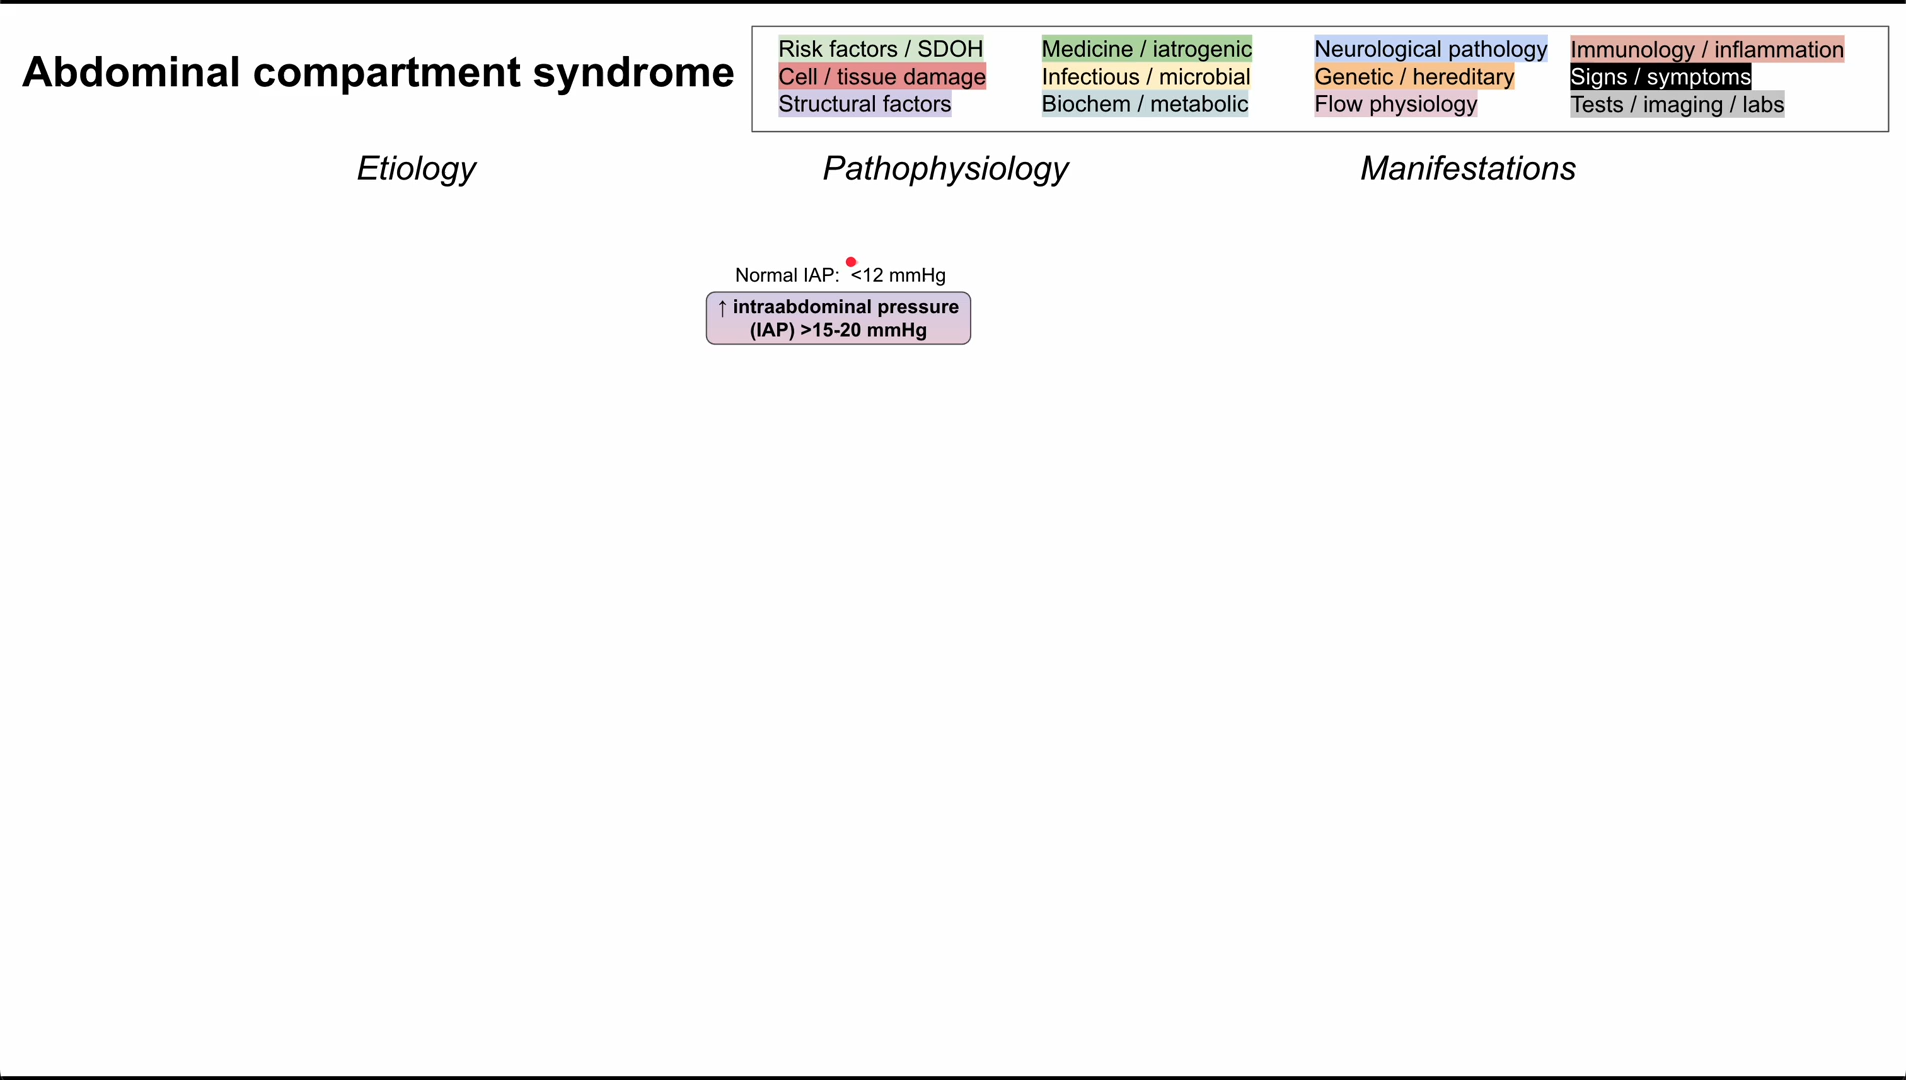 Abdominal compartment syndrome
Risk factors / SDOH
Cell / tissue damage
Structural factors
Medicine / iatrogenic
Infectious / microbial
Biochem / metabolic
Neurological pathology
Genetic / hereditary
Flow physiology
Immunology / inflammation
Signs / symptoms
Tests / imaging / labs
Etiology
Pathophysiology
Manifestations
Normal IAP: <12 mmHg
↑ intraabdominal pressure
(IAP) >15-20 mmHg